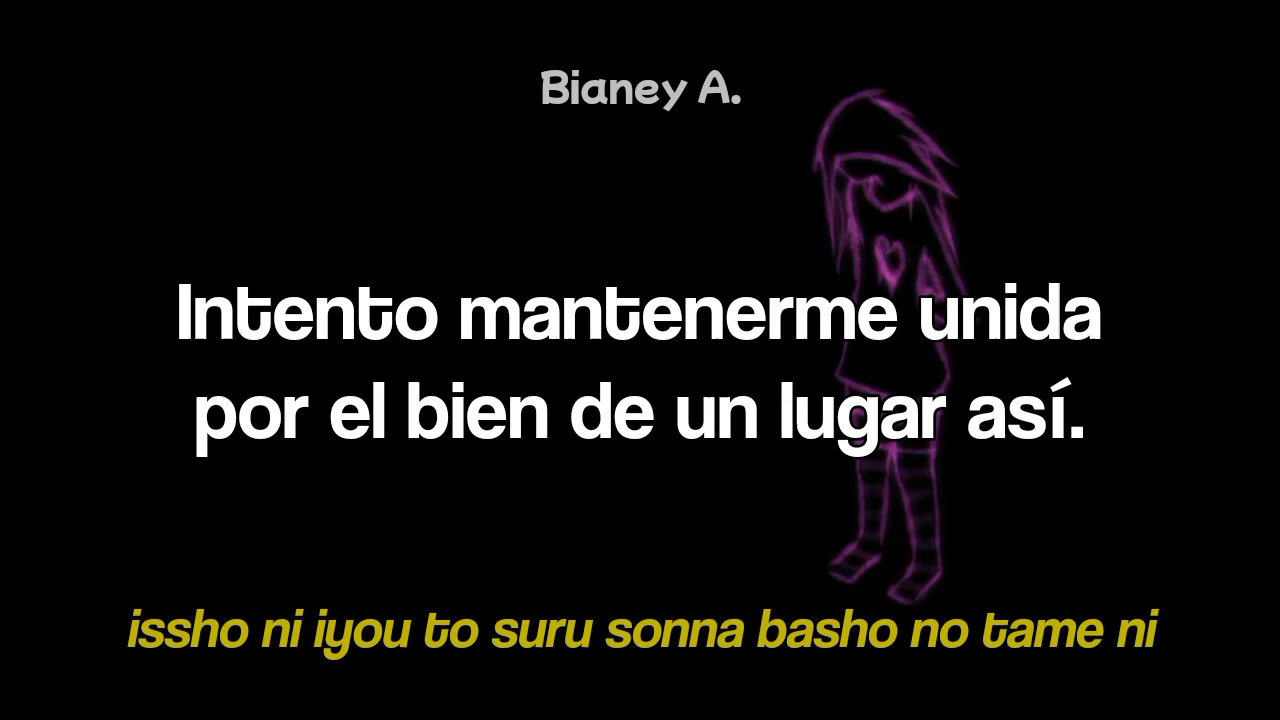 Bianey A.
Intento mantenerme unida
por el bien de un lugar así.
issho ni iyou to suru sonna basho no tame ni